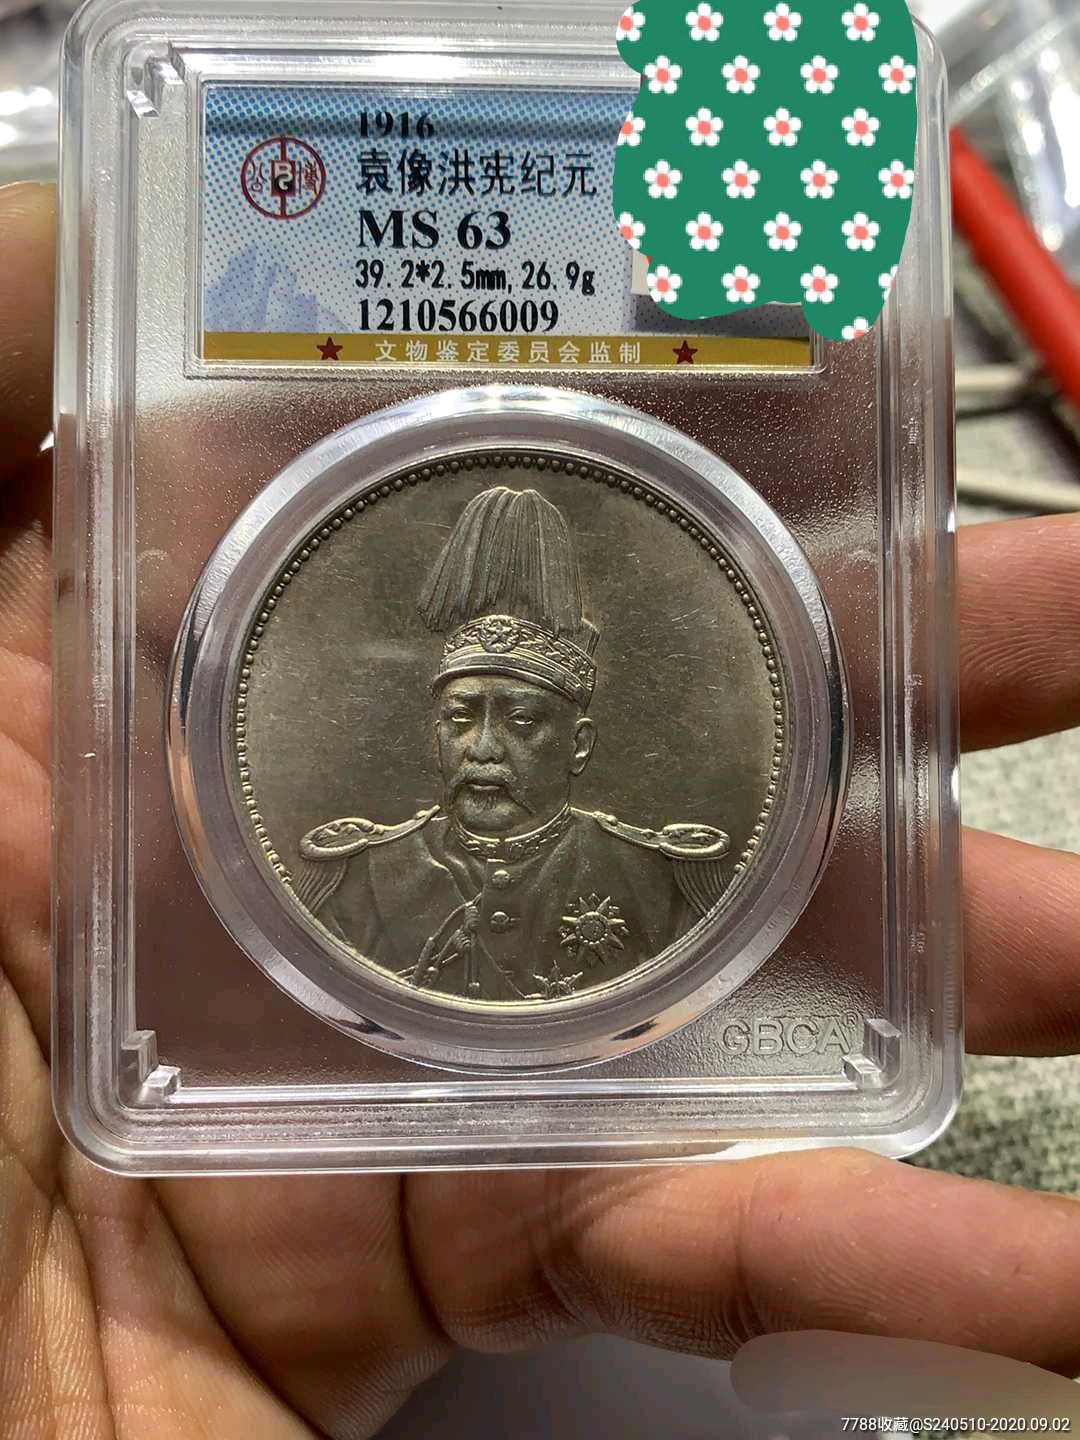 1916
袁像洪宪纪元
MS 63
39.2*2.5mm,26.9g
1210566009
★ 文物鉴定委员会监制 ★
GBCA®
7788收藏@S240510-2020.09.02